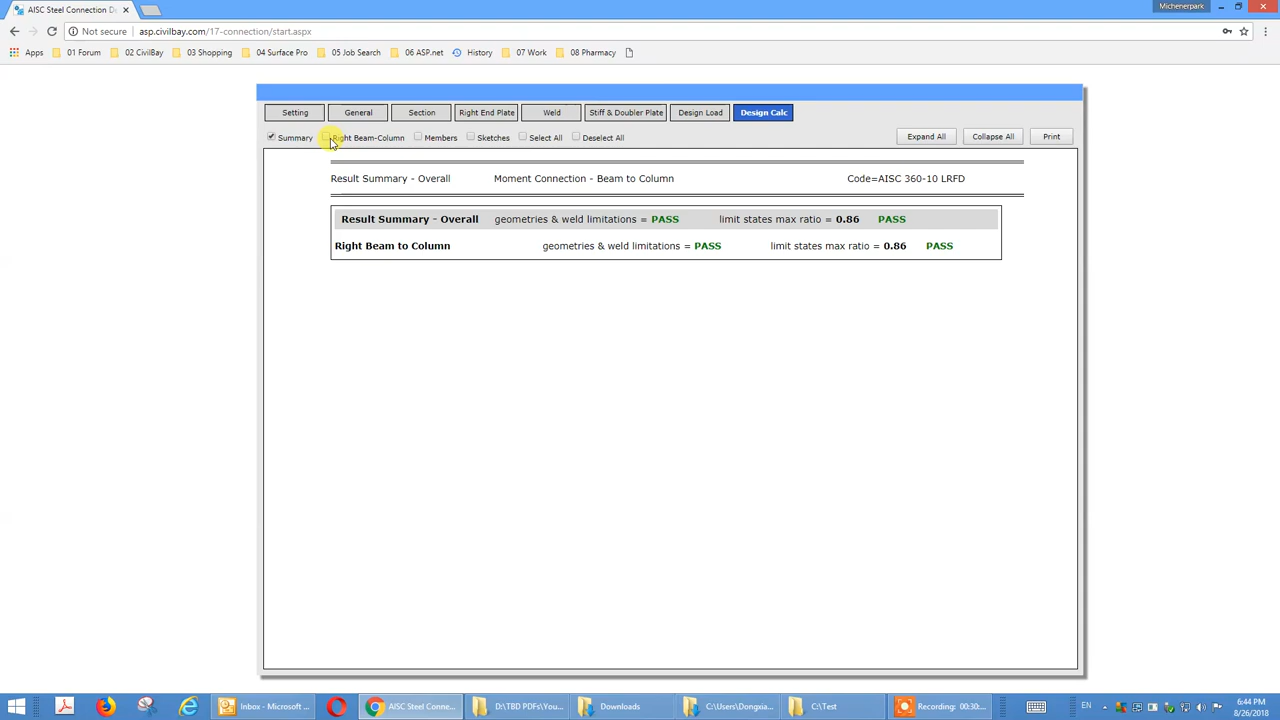 Michenerpark
AISC Steel Connection D
Not secure asp.civilbay.com/17-connection/start.aspx
Apps 01 Forum 02 CivilBay 03 Shopping 04 Surface Pro 05 Job Search 06 ASP.net History 07 Work 08 Pharmacy
Setting General Section Right End Plate Weld Stiff & Doubler Plate Design Load Design Calc
Summary Right Beam-Column Members Sketches Select All Deselect All Expand All Collapse All Print
Result Summary - Overall Moment Connection - Beam to Column Code=AISC 360-10 LRFD
Result Summary - Overall geometries & weld limitations = PASS limit states max ratio = 0.86 PASS
Right Beam to Column geometries & weld limitations = PASS limit states max ratio = 0.86 PASS
Inbox - Microsoft ... AISC Steel Conne... D:\TBD PDFs\You... Downloads C:\Users\Dongxia... C:\Test Recording: 00:30:... EN 6:44 PM
8/26/2018